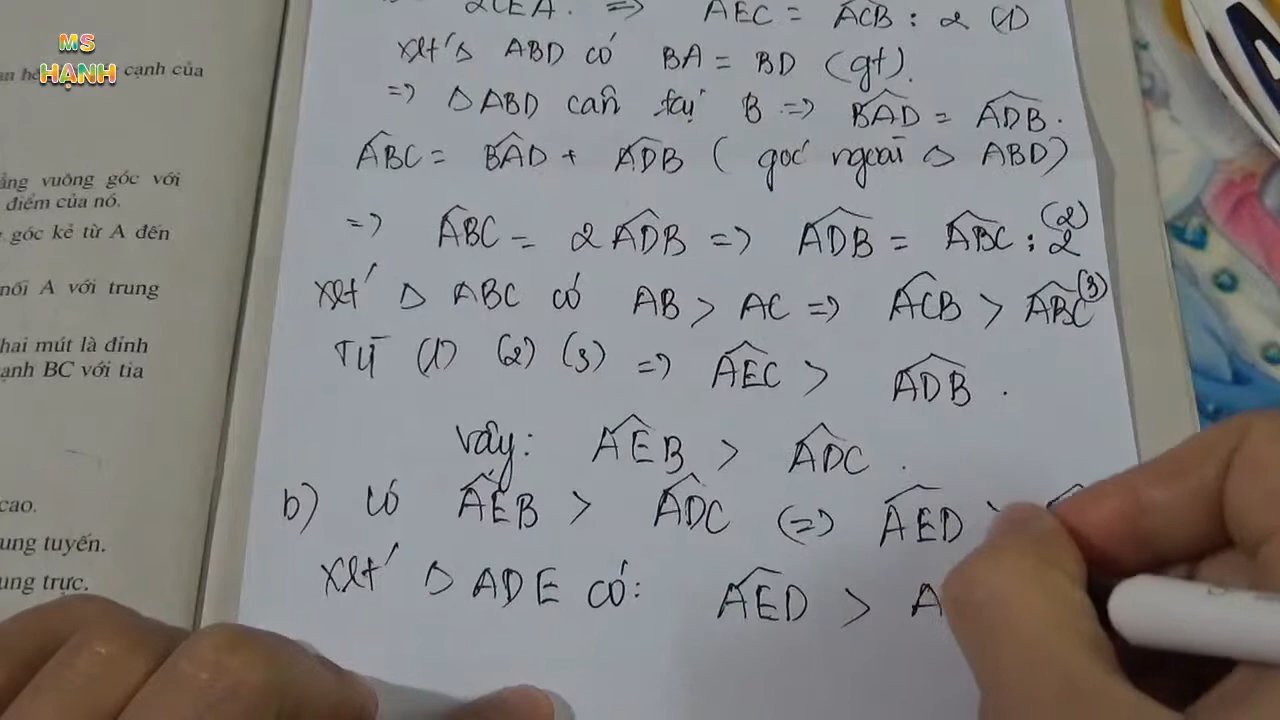 MS
HẠNH
2CEA. => AEC = ACB : 2 (1)
xét Δ ABD có BA = BD (gt).
=> Δ ABD cân tại B => BAD = ADB.
ABC = BAD + ADB (góc ngoài Δ ABD)
=> ABC = 2ADB => ADB = ABC : 2 (2)
xét Δ ABC có AB > AC => ACB > ABC (3)
Từ (1) (2) (3) => AEC > ADB.
Vậy: AEB > ADC.
b) Có AEB > ADC (=) AED >
xét Δ ADE có: AED > A
cạnh của
ẳng vuông góc với
điểm của nó.
góc kẻ từ A đến
nối A với trung
hai mút là đỉnh
ạnh BC với tia
cao.
ung tuyến.
ung trực.